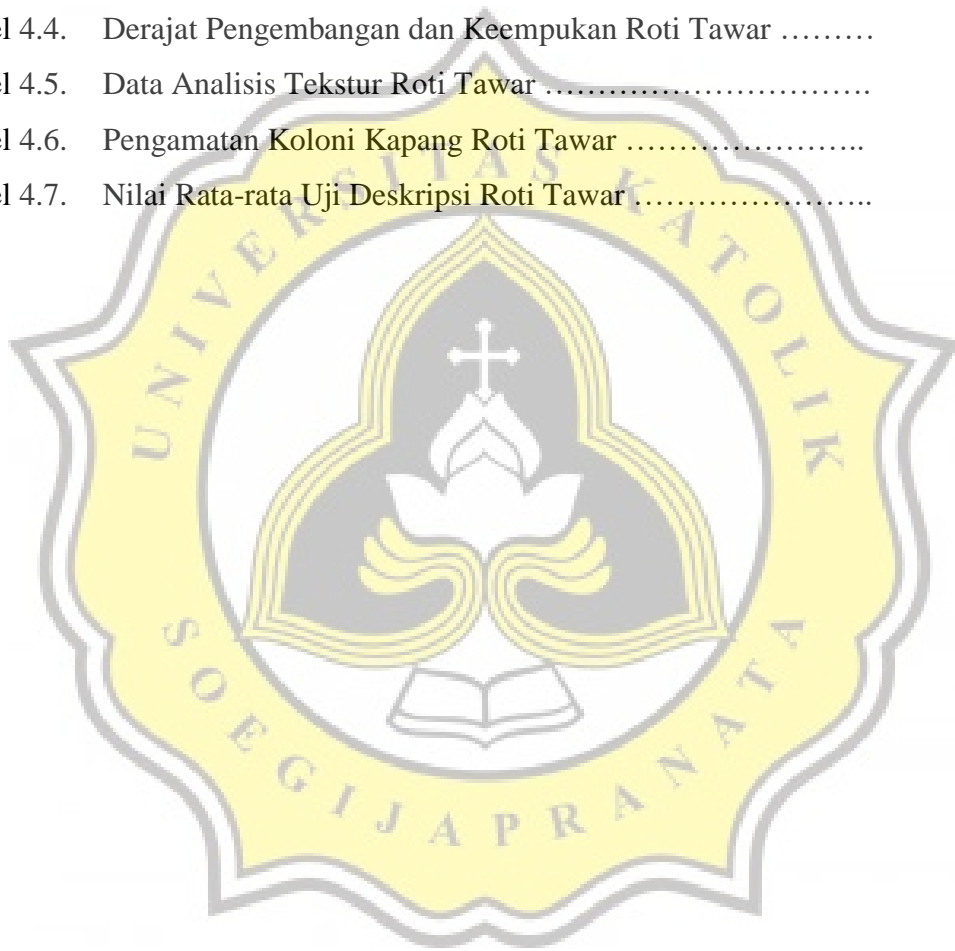 el 4.4. Derajat Pengembangan dan Keempukan Roti Tawar ………
el 4.5. Data Analisis Tekstur Roti Tawar ………………………….
el 4.6. Pengamatan Koloni Kapang Roti Tawar …………………..
el 4.7. Nilai Rata-rata Uji Deskripsi Roti Tawar …………………..
UNIVERSITAS KATOLIK
SOEGIJAPRANATA